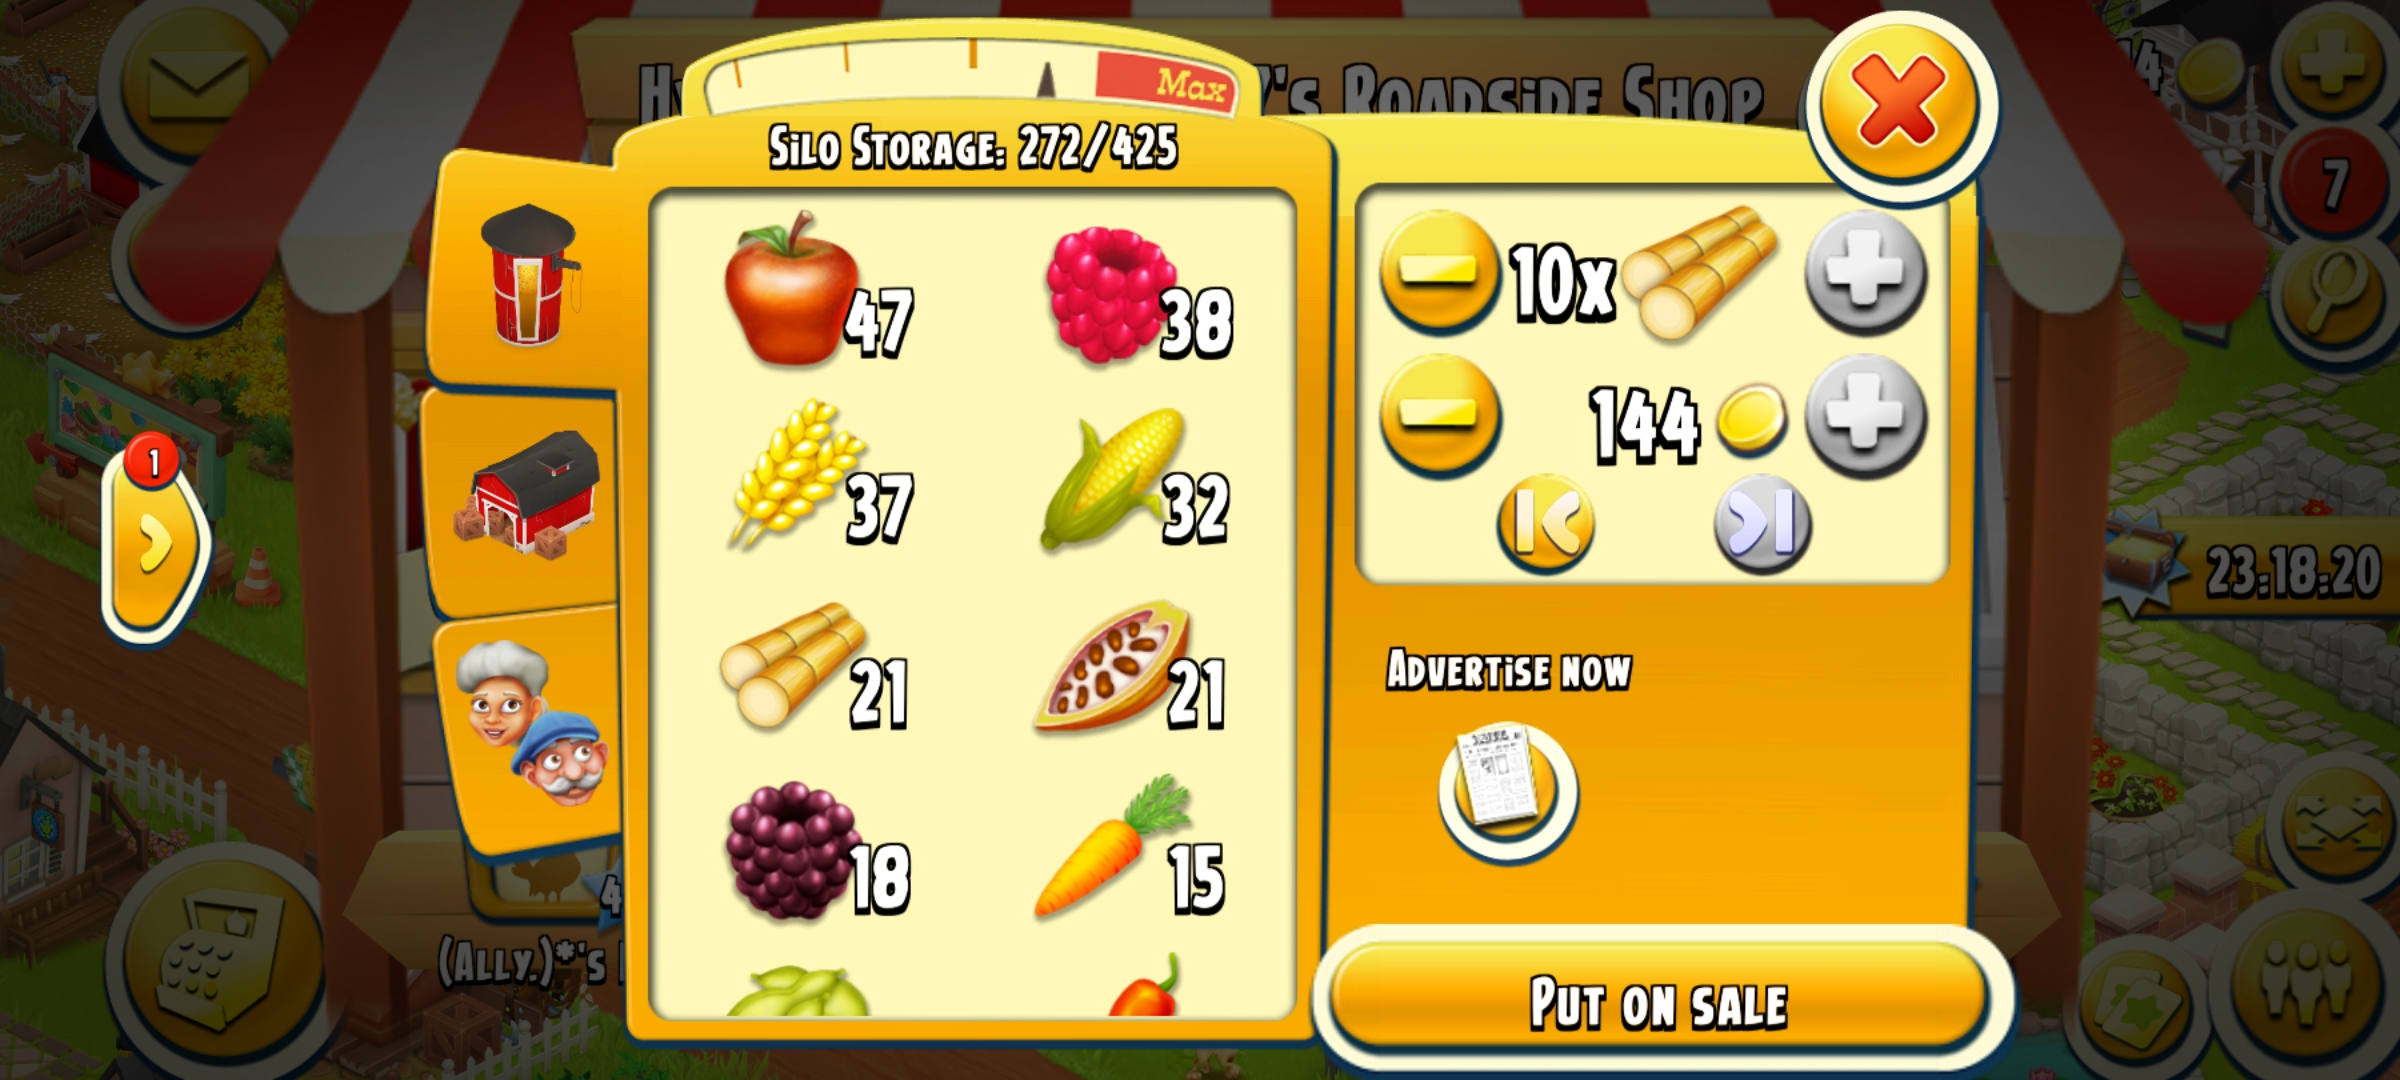 Max
's Roadside Shop
Silo Storage: 272/425
7
47
38
10x
37
32
144
1
23:18:20
21
21
Advertise now
18
15
(Ally.)*'s
Put on sale